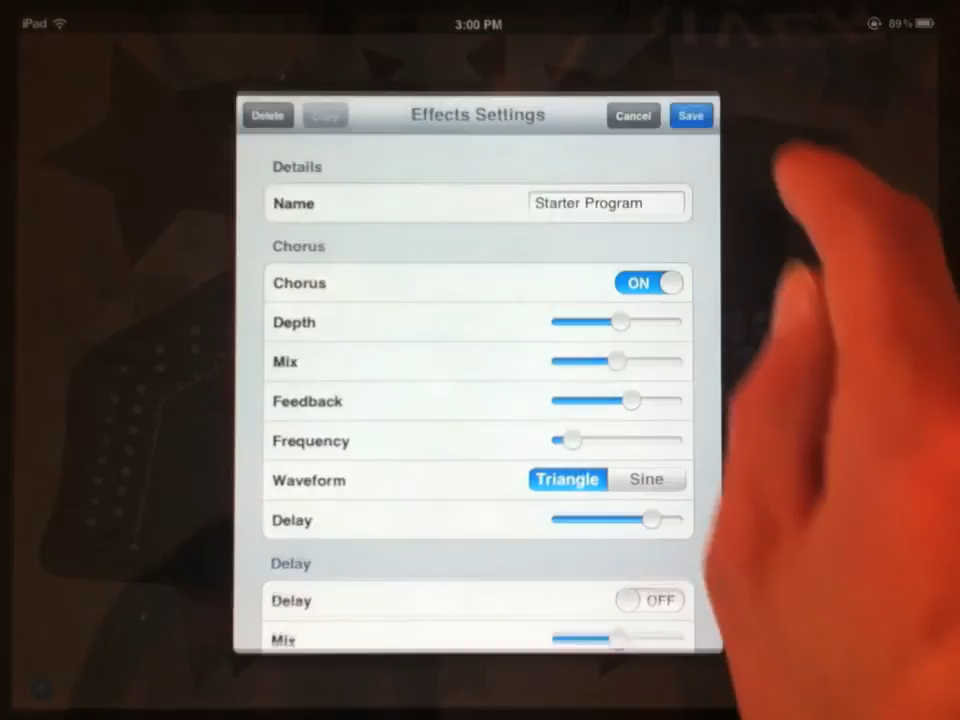 iPad 3:00 PM 89%
Delete Copy Effects Settings Cancel Save
Details
Name Starter Program
Chorus
Chorus ON
Depth
Mix
Feedback
Frequency
Waveform Triangle Sine
Delay
Delay
Delay OFF
Mix